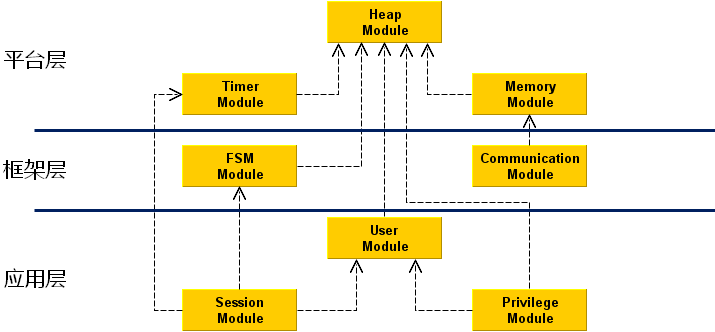 Heap
Module
平台层
Timer
Module
Memory
Module
框架层
FSM
Module
Communication
Module
User
Module
应用层
Session
Module
Privilege
Module